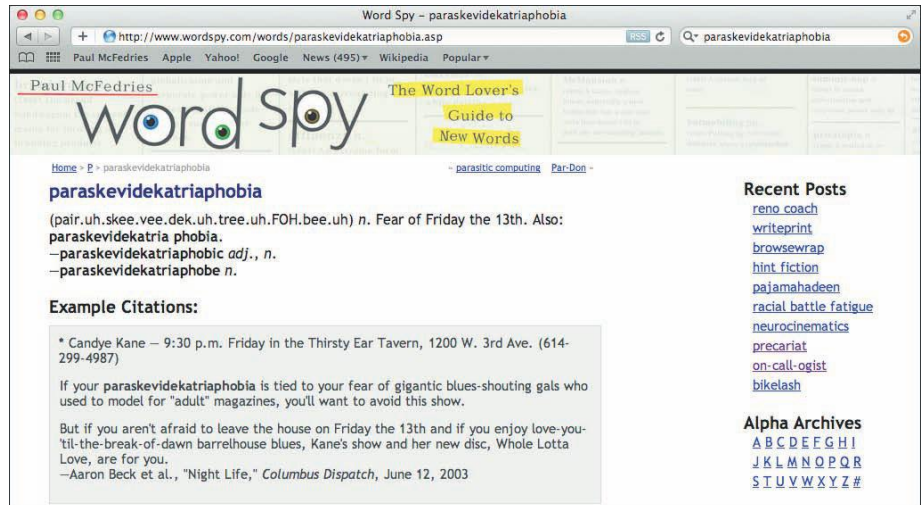 Word Spy – paraskevidekatriaphobia
http://www.wordspy.com/words/paraskevidekatriaphobia.asp
RSS
paraskevidekatriaphobia
Paul McFedries Apple Yahoo! Google News (495) Wikipedia Popular
Paul McFedries
word spy
The Word Lover's
Guide to
New Words
Home > P > paraskevidekatriaphobia
– parasitic computing Par-Don –
paraskevidekatriaphobia
(pair.uh.skee.vee.dek.uh.tree.uh.FOH.bee.uh) n. Fear of Friday the 13th. Also:
paraskevidekatria phobia.
—paraskevidekatriaphobic adj., n.
—paraskevidekatriaphobe n.
Example Citations:
* Candye Kane — 9:30 p.m. Friday in the Thirsty Ear Tavern, 1200 W. 3rd Ave. (614-
299-4987)
If your paraskevidekatriaphobia is tied to your fear of gigantic blues-shouting gals who
used to model for "adult" magazines, you'll want to avoid this show.
But if you aren't afraid to leave the house on Friday the 13th and if you enjoy love-you-
'til-the-break-of-dawn barrelhouse blues, Kane's show and her new disc, Whole Lotta
Love, are for you.
—Aaron Beck et al., "Night Life," Columbus Dispatch, June 12, 2003
Recent Posts
reno coach
writeprint
browsewrap
hint fiction
pajamahadeen
racial battle fatigue
neurocinematics
precariat
on-call-ogist
bikelash
Alpha Archives
A B C D E F G H I
J K L M N O P Q R
S T U V W X Y Z #